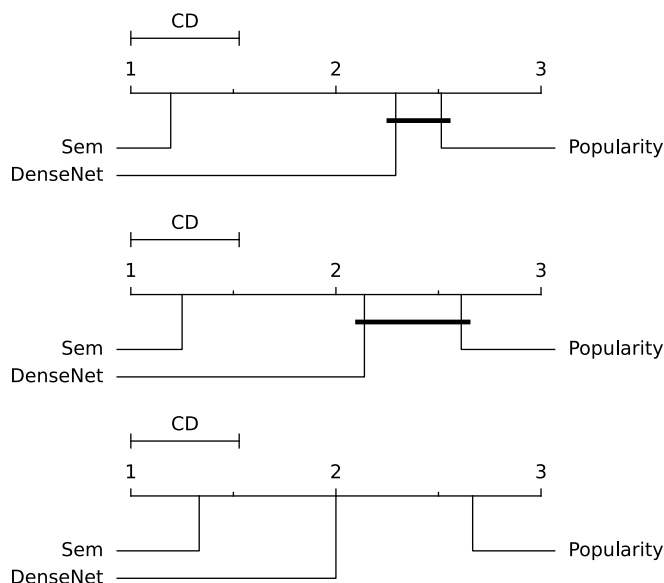 CD
1 2 3
Sem Popularity
DenseNet
CD
1 2 3
Sem Popularity
DenseNet
CD
1 2 3
Sem Popularity
DenseNet